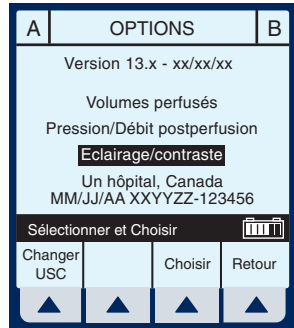 A OPTIONS B
Version 13.x - xx/xx/xx
Volumes perfusés
Pression/Débit postperfusion
Eclairage/contraste
Un hôpital, Canada
MM/JJ/AA XXYYZZ-123456
Sélectionner et Choisir
Changer USC
Choisir
Retour